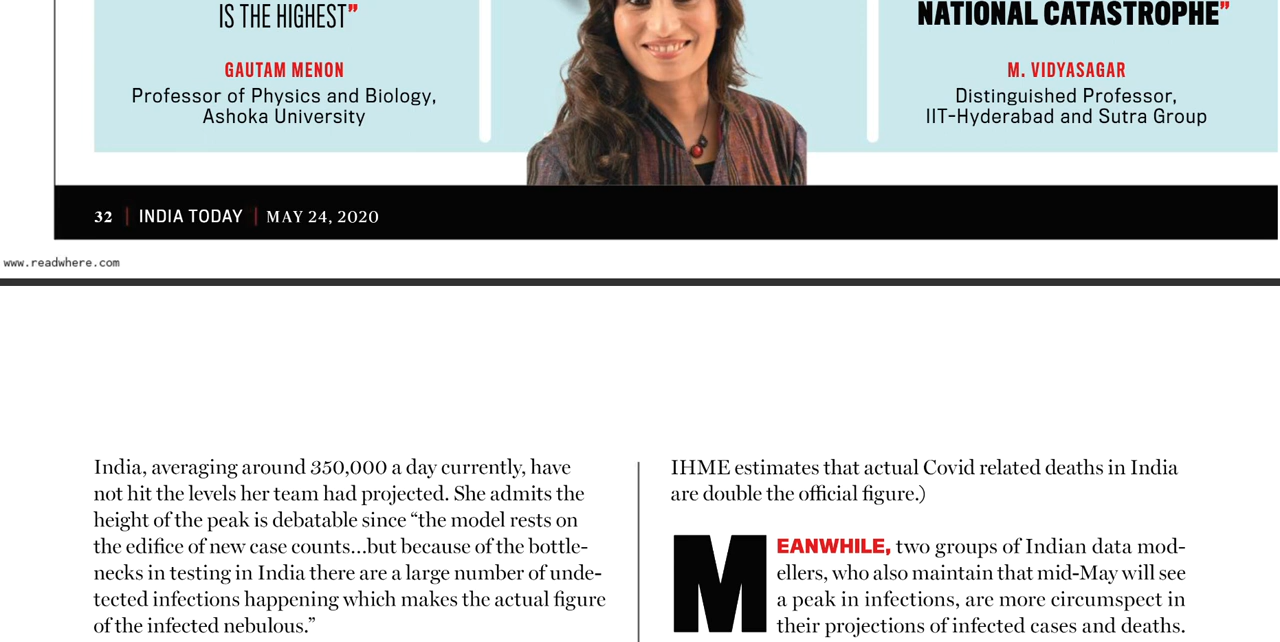 IS THE HIGHEST”
GAUTAM MENON
Professor of Physics and Biology,
Ashoka University
NATIONAL CATASTROPHE”
M. VIDYASAGAR
Distinguished Professor,
IIT-Hyderabad and Sutra Group
32 | INDIA TODAY | MAY 24, 2020
www.readwhere.com
India, averaging around 350,000 a day currently, have
not hit the levels her team had projected. She admits the
height of the peak is debatable since “the model rests on
the edifice of new case counts...but because of the bottle-
necks in testing in India there are a large number of unde-
tected infections happening which makes the actual figure
of the infected nebulous.”
IHME estimates that actual Covid related deaths in India
are double the official figure.)
MEANWHILE, two groups of Indian data mod-
ellers, who also maintain that mid-May will see
a peak in infections, are more circumspect in
their projections of infected cases and deaths.